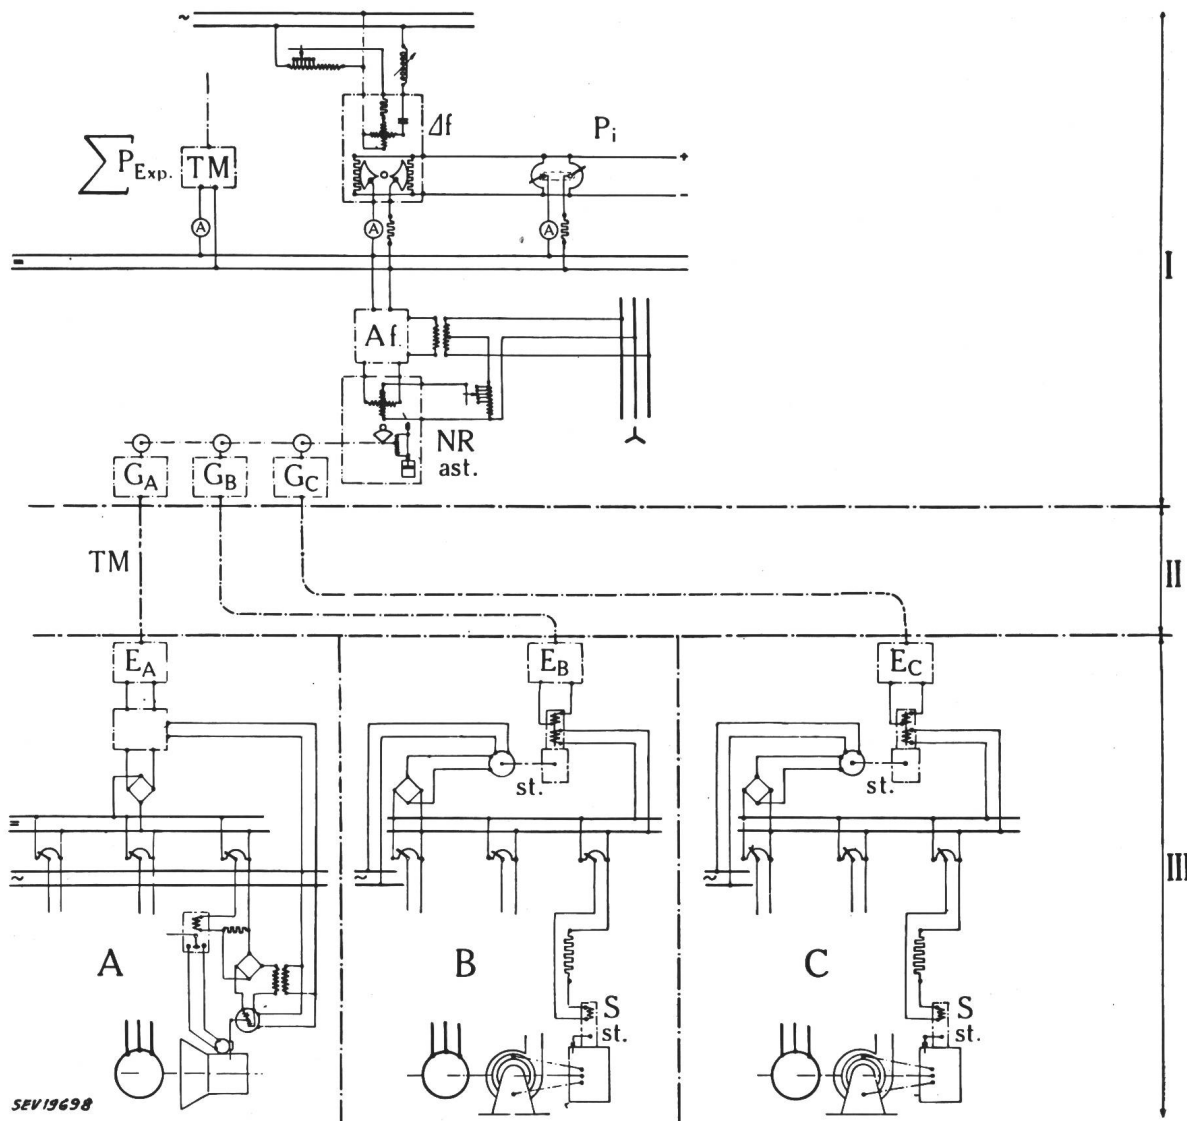 ~
Δf
P_i
∑P_Exp.
TM
+
-
A
A
A
=
I
Af.
NR
ast.
G_A
G_B
G_C
TM
II
E_A
E_B
E_C
st.
st.
=
~
~
~
III
A
B
C
S
st.
S
st.
SEV19698